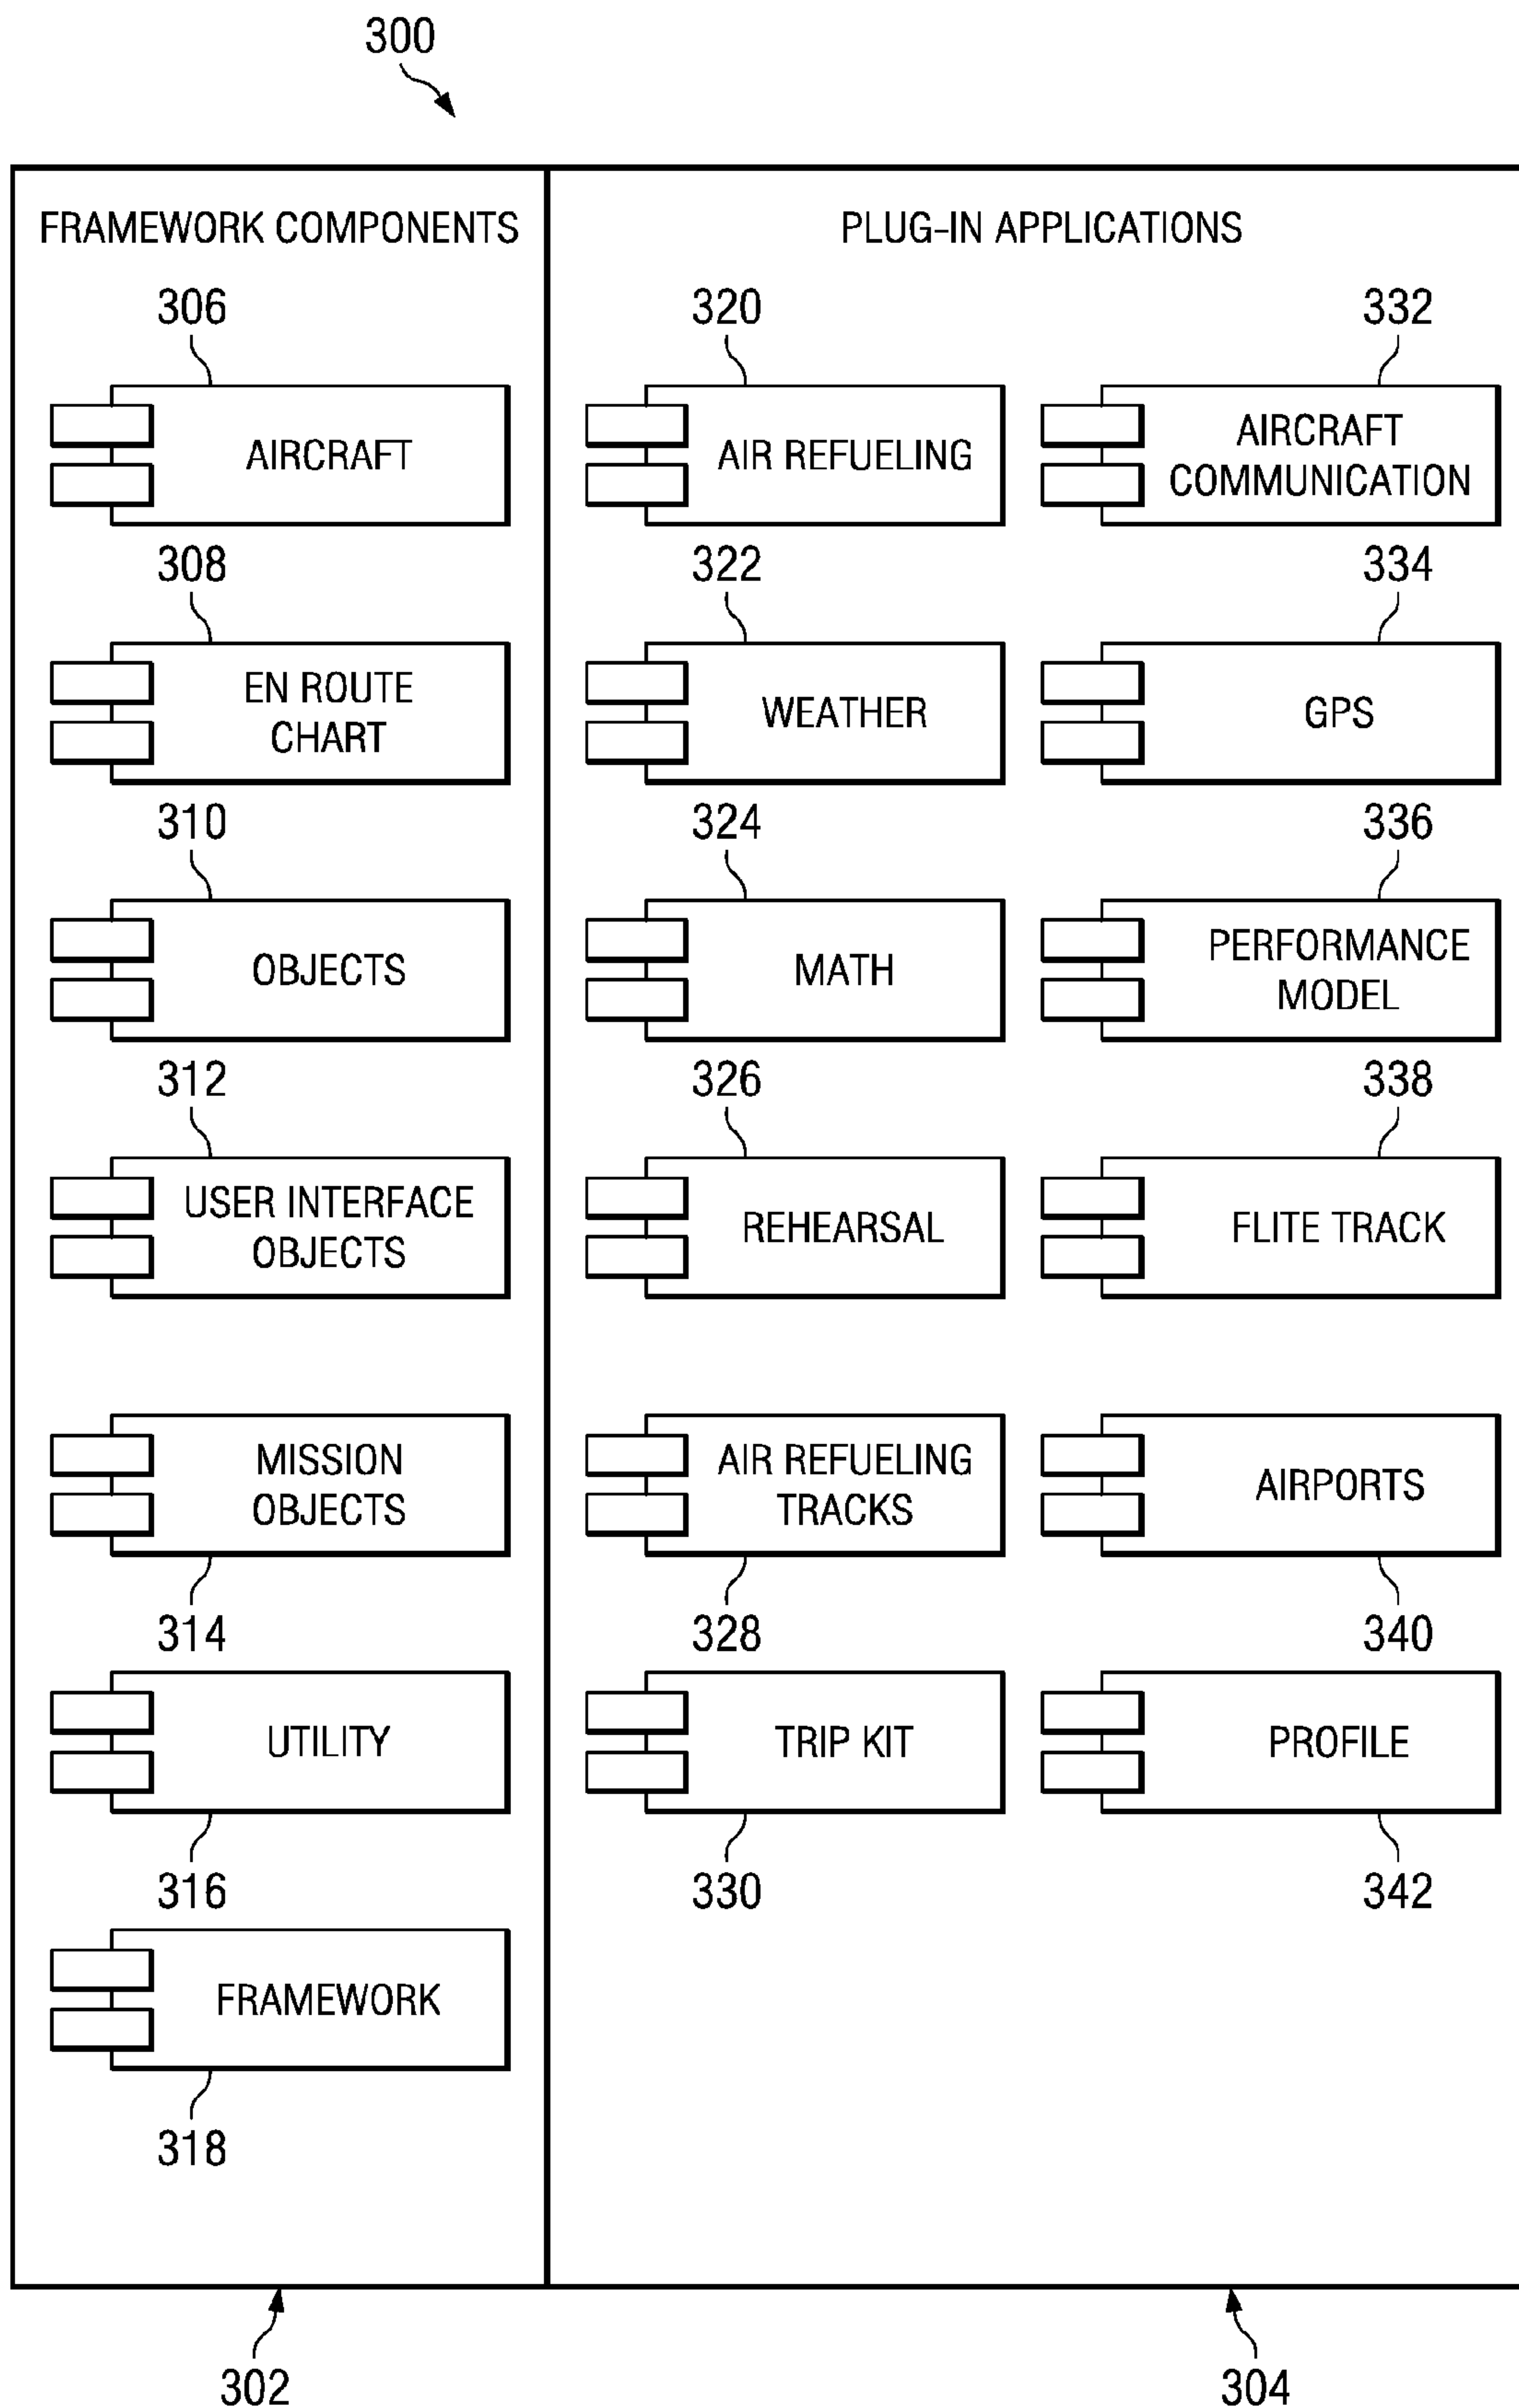 300
FRAMEWORK COMPONENTS
306
AIRCRAFT
308
EN ROUTE
CHART
310
OBJECTS
312
USER INTERFACE
OBJECTS
MISSION
OBJECTS
314
UTILITY
316
FRAMEWORK
318
302
PLUG-IN APPLICATIONS
320
AIR REFUELING
322
WEATHER
324
MATH
326
REHEARSAL
AIR REFUELING
TRACKS
328
TRIP KIT
330
332
AIRCRAFT
COMMUNICATION
334
GPS
336
PERFORMANCE
MODEL
338
FLITE TRACK
AIRPORTS
340
PROFILE
342
304